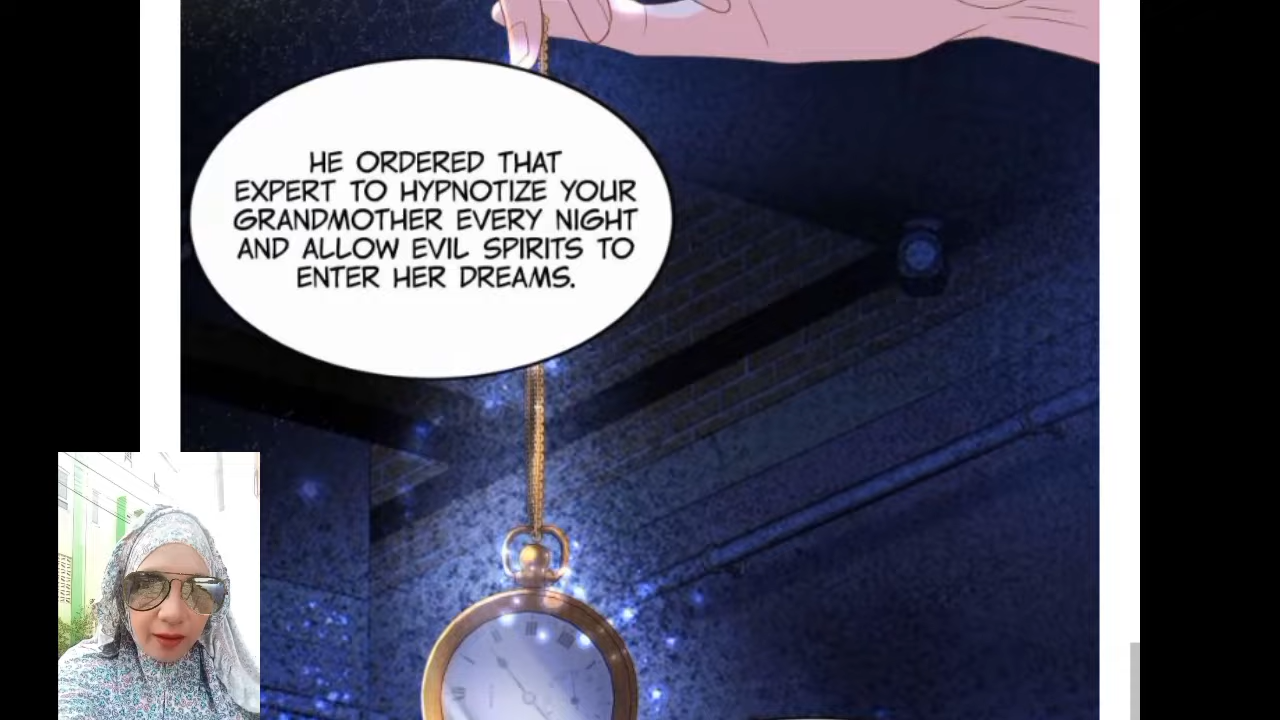 HE ORDERED THAT
EXPERT TO HYPNOTIZE YOUR
GRANDMOTHER EVERY NIGHT
AND ALLOW EVIL SPIRITS TO
ENTER HER DREAMS.